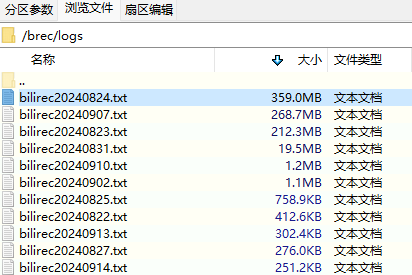 分区参数 浏览文件 扇区编辑
/brec/logs
名称 大小 文件类型
..
bilirec20240824.txt 359.0MB 文本文档
bilirec20240907.txt 268.7MB 文本文档
bilirec20240823.txt 212.3MB 文本文档
bilirec20240831.txt 19.5MB 文本文档
bilirec20240910.txt 1.2MB 文本文档
bilirec20240902.txt 1.1MB 文本文档
bilirec20240825.txt 758.9KB 文本文档
bilirec20240822.txt 412.6KB 文本文档
bilirec20240913.txt 302.4KB 文本文档
bilirec20240827.txt 276.0KB 文本文档
bilirec20240914.txt 251.2KB 文本文档